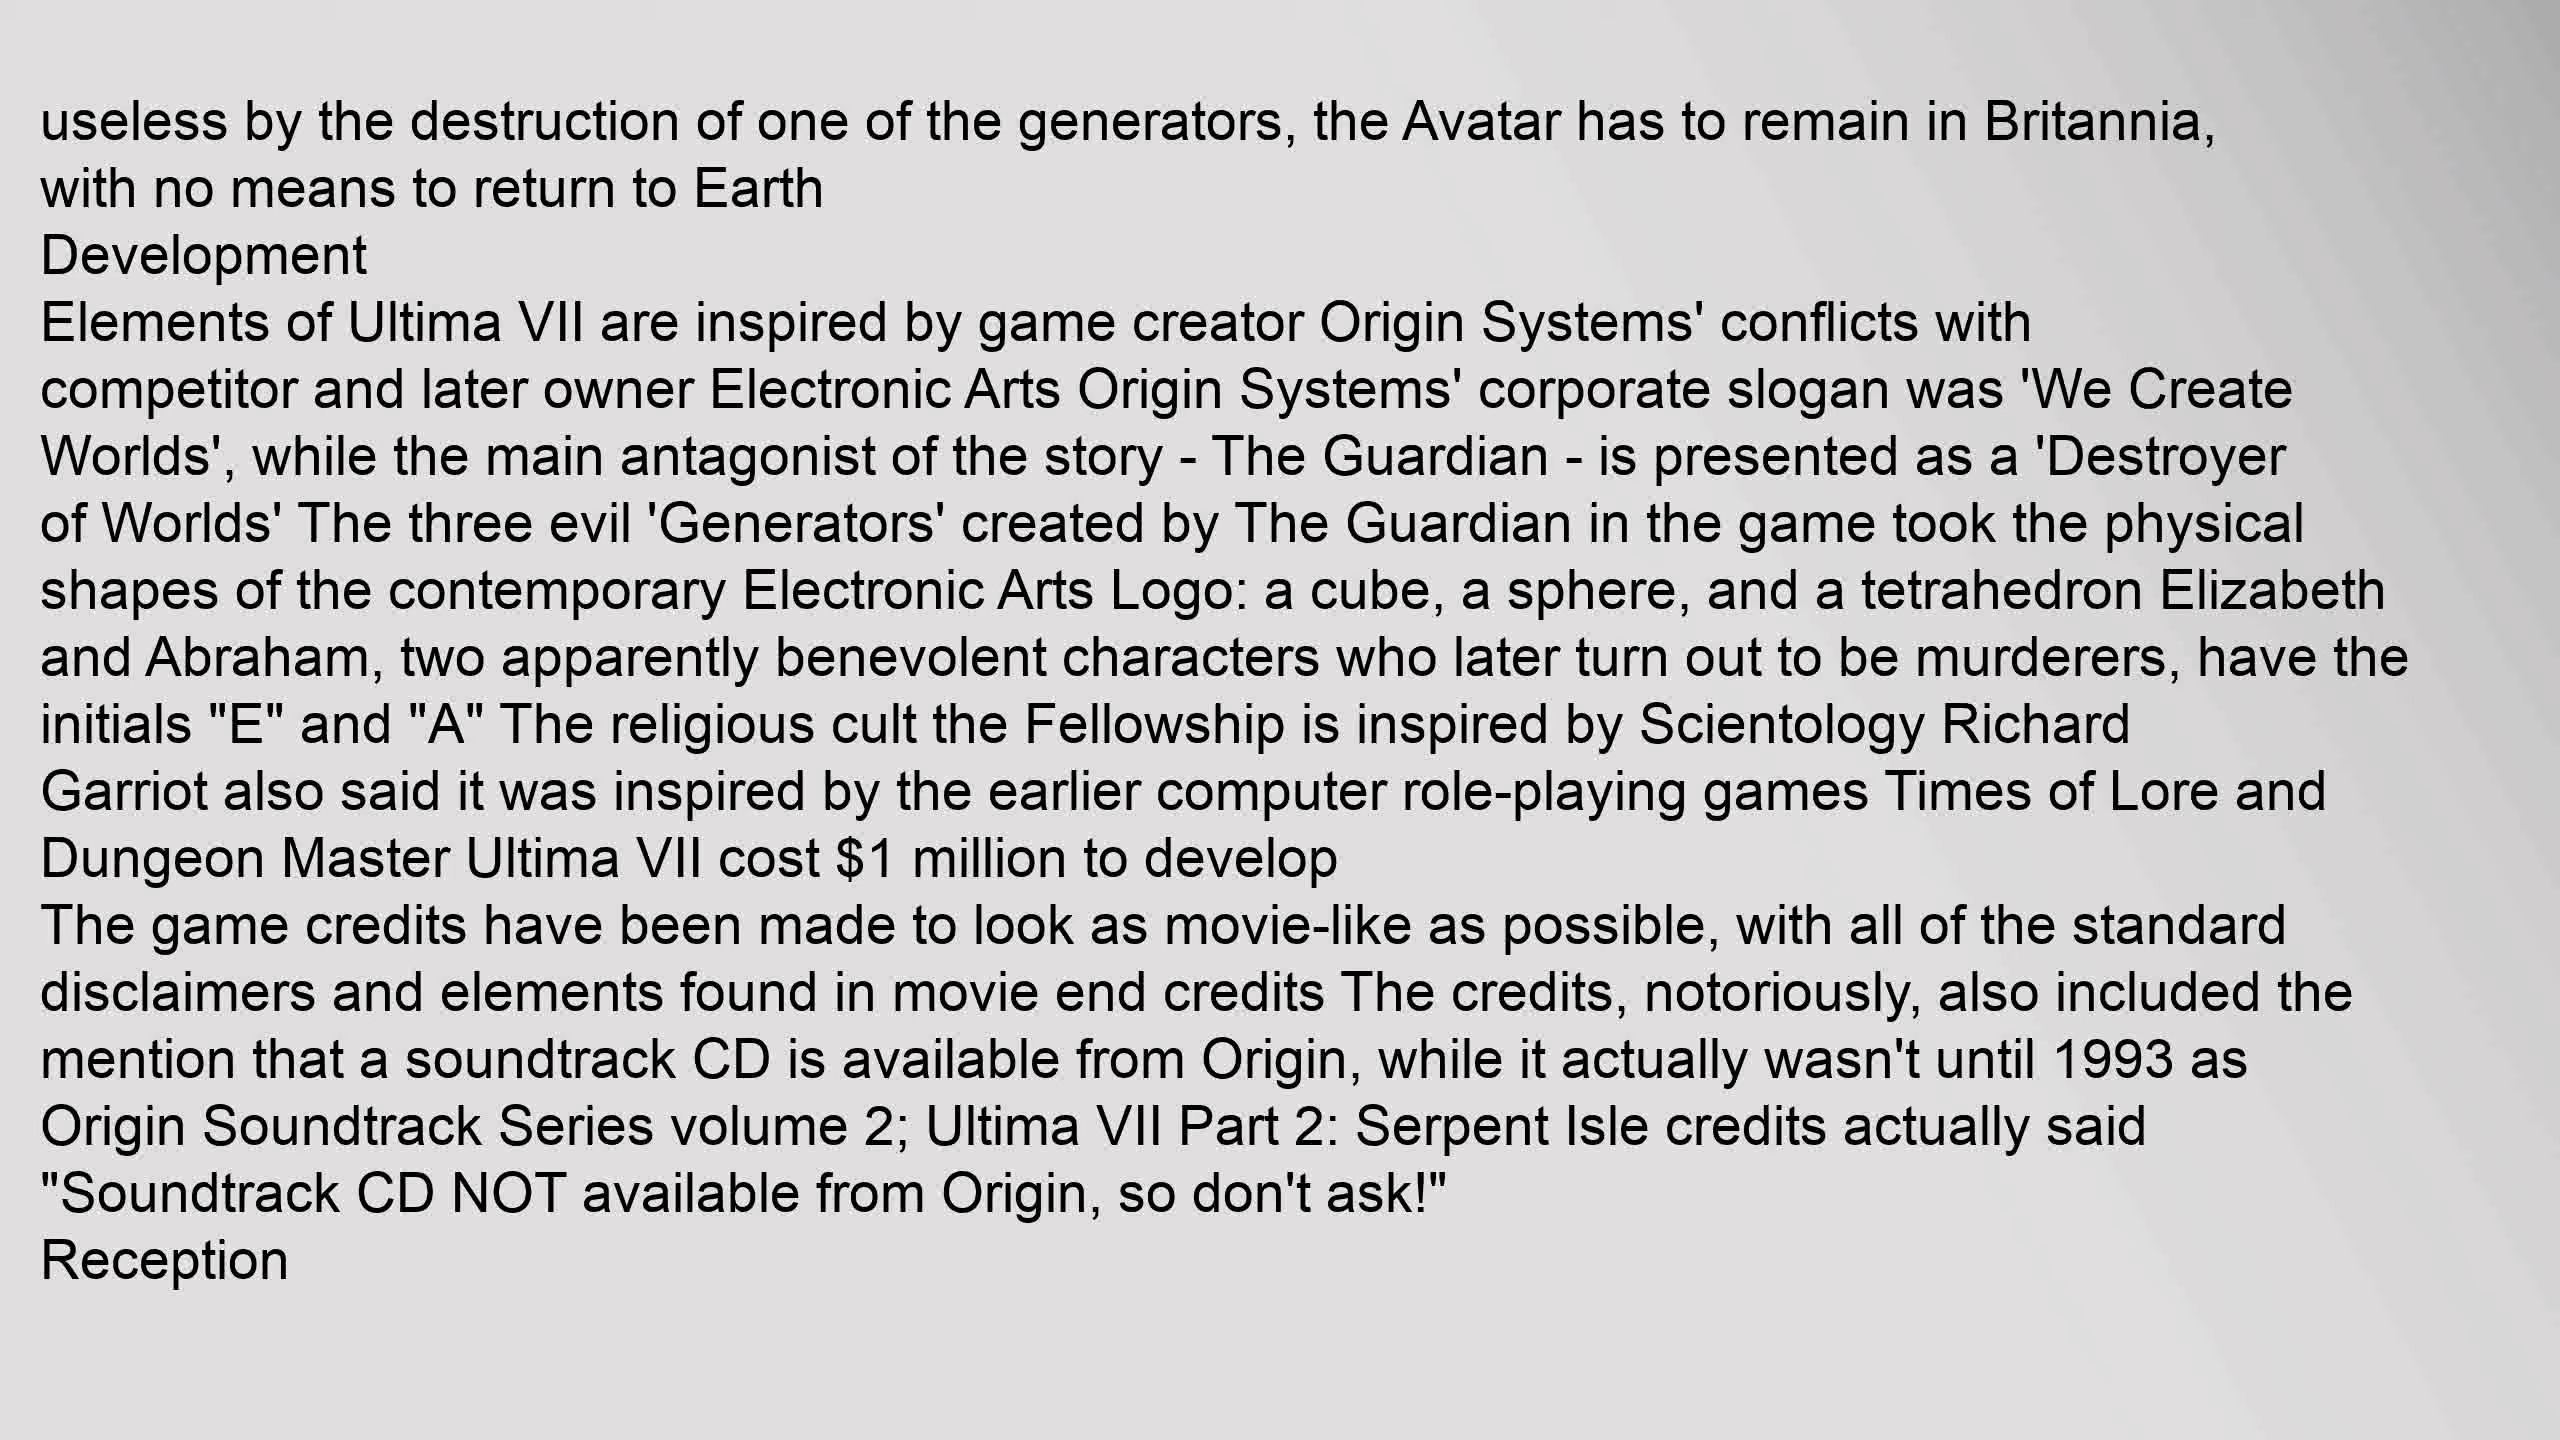 useless by the destruction of one of the generators, the Avatar has to remain in Britannia,
with no means to return to Earth
Development
Elements of Ultima VII are inspired by game creator Origin Systems' conflicts with
competitor and later owner Electronic Arts Origin Systems' corporate slogan was 'We Create
Worlds', while the main antagonist of the story - The Guardian - is presented as a 'Destroyer
of Worlds' The three evil 'Generators' created by The Guardian in the game took the physical
shapes of the contemporary Electronic Arts Logo: a cube, a sphere, and a tetrahedron Elizabeth
and Abraham, two apparently benevolent characters who later turn out to be murderers, have the
initials "E" and "A" The religious cult the Fellowship is inspired by Scientology Richard
Garriot also said it was inspired by the earlier computer role-playing games Times of Lore and
Dungeon Master Ultima VII cost $1 million to develop
The game credits have been made to look as movie-like as possible, with all of the standard
disclaimers and elements found in movie end credits The credits, notoriously, also included the
mention that a soundtrack CD is available from Origin, while it actually wasn't until 1993 as
Origin Soundtrack Series volume 2; Ultima VII Part 2: Serpent Isle credits actually said
"Soundtrack CD NOT available from Origin, so don't ask!"
Reception